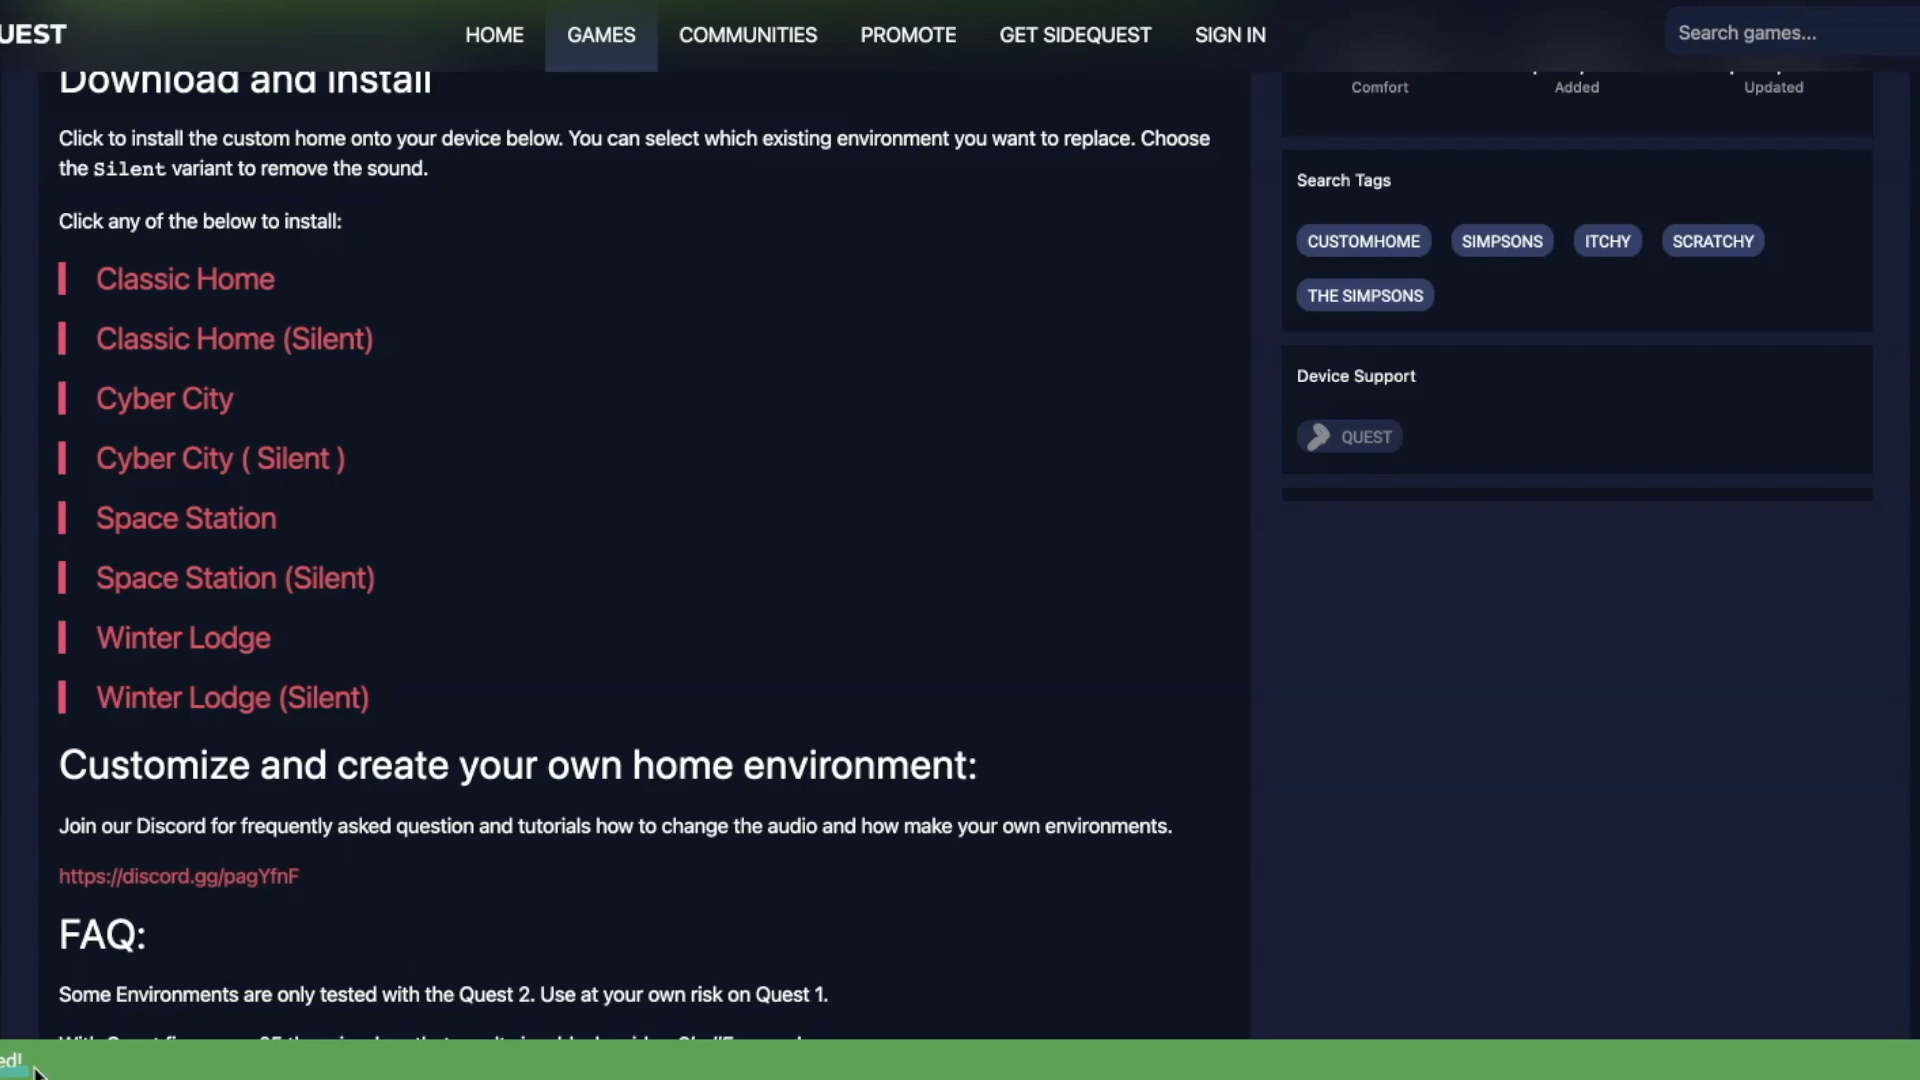 UEST
HOME GAMES COMMUNITIES PROMOTE GET SIDEQUEST SIGN IN
Search games...
Download and install
Click to install the custom home onto your device below. You can select which existing environment you want to replace. Choose
the Silent variant to remove the sound.
Click any of the below to install:
Classic Home
Classic Home (Silent)
Cyber City
Cyber City ( Silent )
Space Station
Space Station (Silent)
Winter Lodge
Winter Lodge (Silent)
Customize and create your own home environment:
Join our Discord for frequently asked question and tutorials how to change the audio and how make your own environments.
https://discord.gg/pagYfnF
FAQ:
Some Environments are only tested with the Quest 2. Use at your own risk on Quest 1.
Comfort Added Updated
Search Tags
CUSTOMHOME SIMPSONS ITCHY SCRATCHY
THE SIMPSONS
Device Support
QUEST
ed!